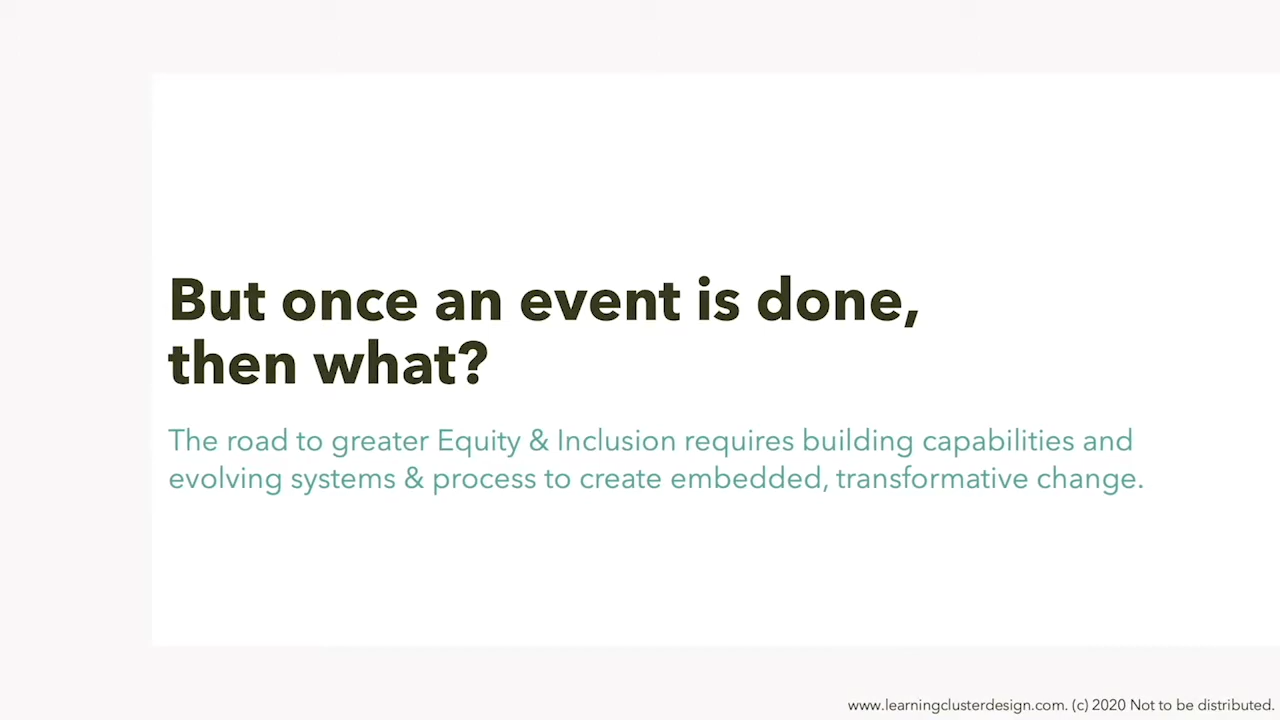 But once an event is done,
then what?
The road to greater Equity & Inclusion requires building capabilities and
evolving systems & process to create embedded, transformative change.
www.learningclusterdesign.com. (c) 2020 Not to be distributed.